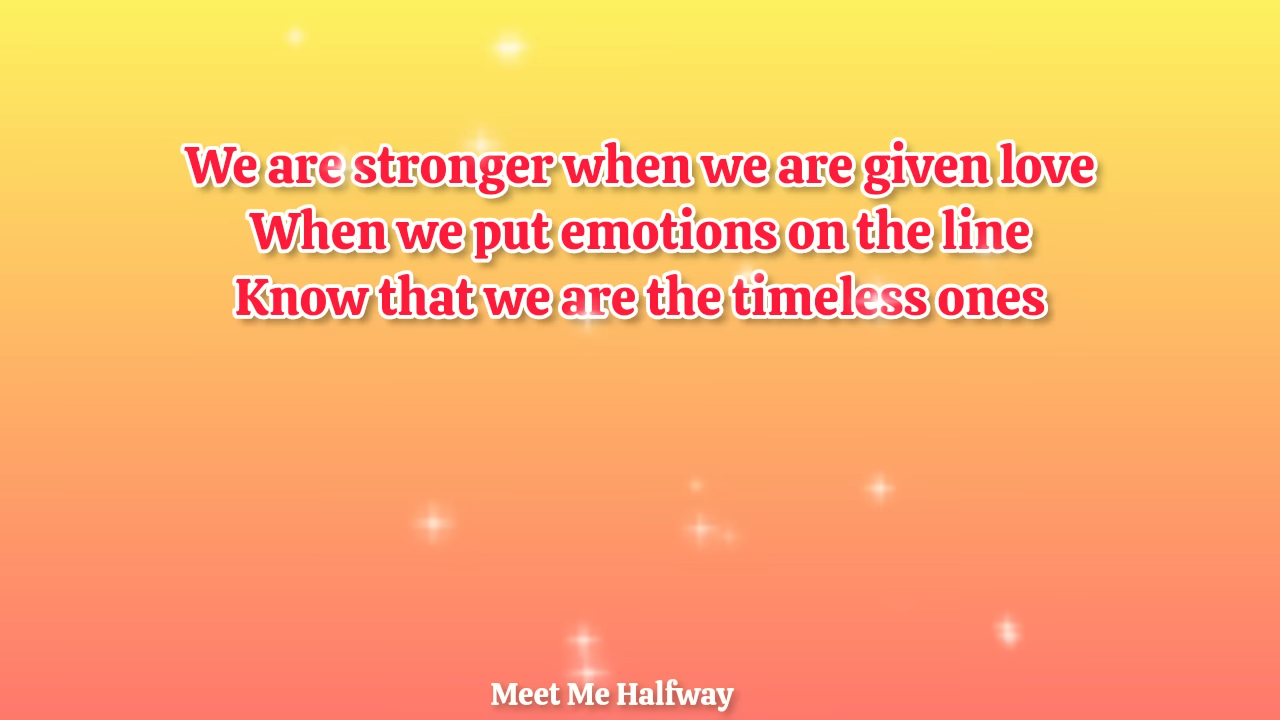 We are stronger when we are given love
When we put emotions on the line
Know that we are the timeless ones
Meet Me Halfway